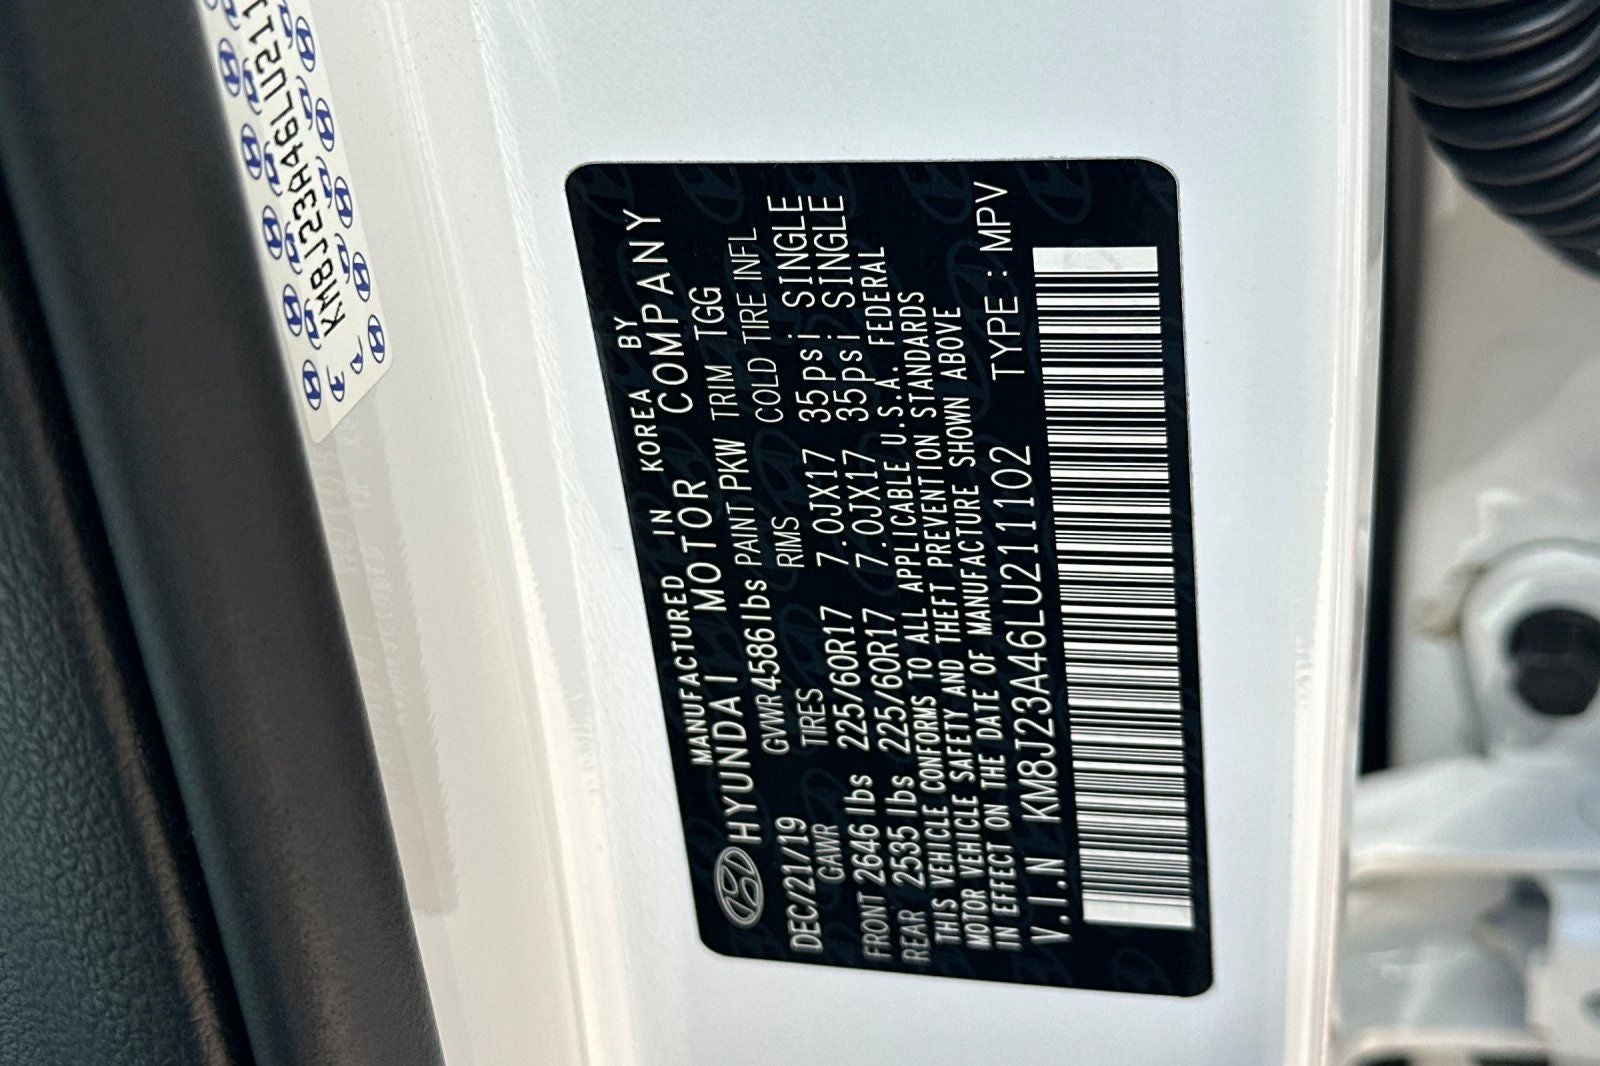 MANUFACTURED IN KOREA BY
HYUNDAI MOTOR COMPANY
DEC/21/19 GVWR 4586 lbs PAINT PKW TRIM TGG
GAWR TIRES RIMS COLD TIRE INFL
FRONT 2646 lbs 225/60R17 7.0JX17 35psi SINGLE
REAR 2535 lbs 225/60R17 7.0JX17 35psi SINGLE
THIS VEHICLE CONFORMS TO ALL APPLICABLE U.S.A. FEDERAL
MOTOR VEHICLE SAFETY AND THEFT PREVENTION STANDARDS
IN EFFECT ON THE DATE OF MANUFACTURE SHOWN ABOVE
V.I.N KM8J23A46LU211102 TYPE : MPV
KM8J23A46LU211